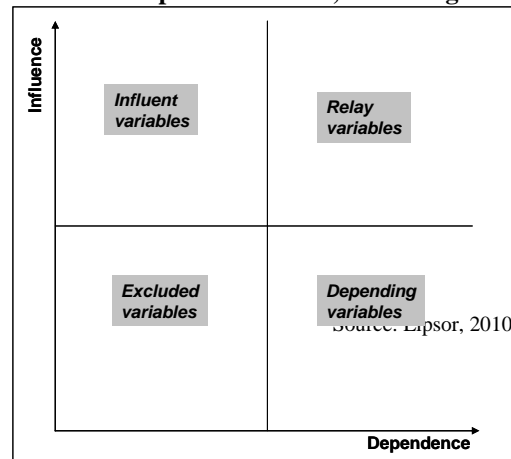 Influence
Influent
variables
Relay
variables
Excluded
variables
Depending
variables
Source: Lipsor, 2010
Dependence